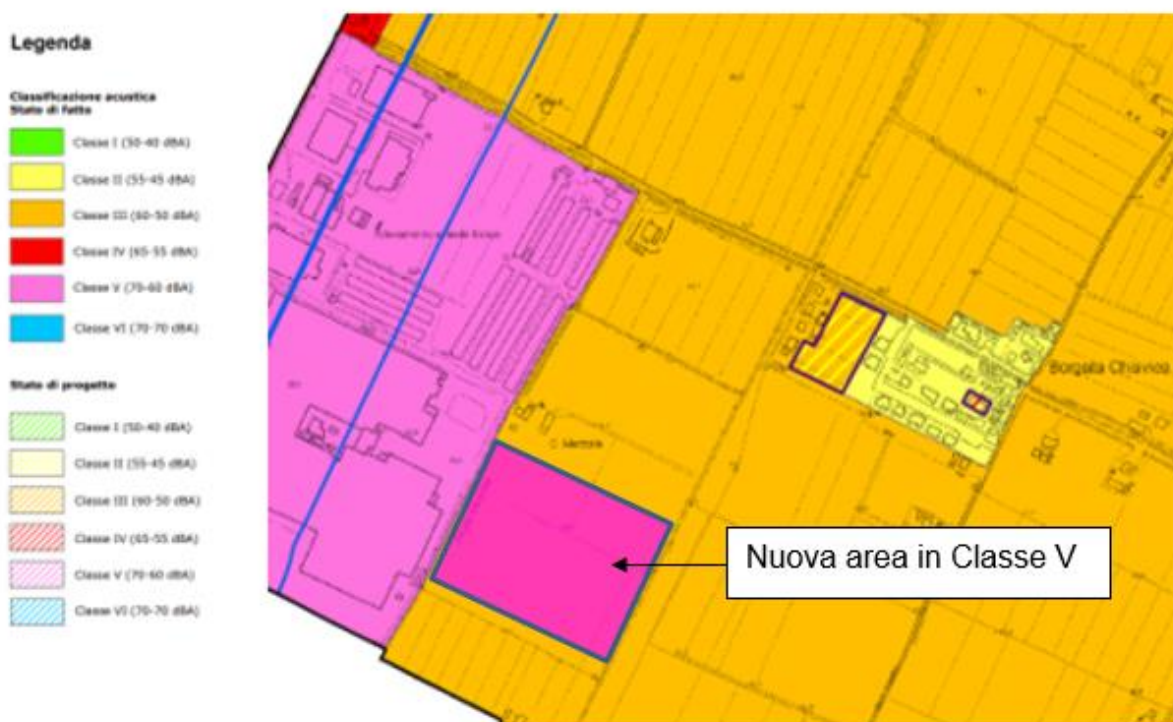 Legenda
Classificazione acustica
Stato di fatto
Classe I (50-40 dBA)
Classe II (55-45 dBA)
Classe III (60-50 dBA)
Classe IV (65-55 dBA)
Classe V (70-60 dBA)
Classe VI (70-70 dBA)
Stato di progetto
Classe I (50-40 dBA)
Classe II (55-45 dBA)
Classe III (60-50 dBA)
Classe IV (65-55 dBA)
Classe V (70-60 dBA)
Classe VI (70-70 dBA)
Borgata Chiavica
Nuova area in Classe V